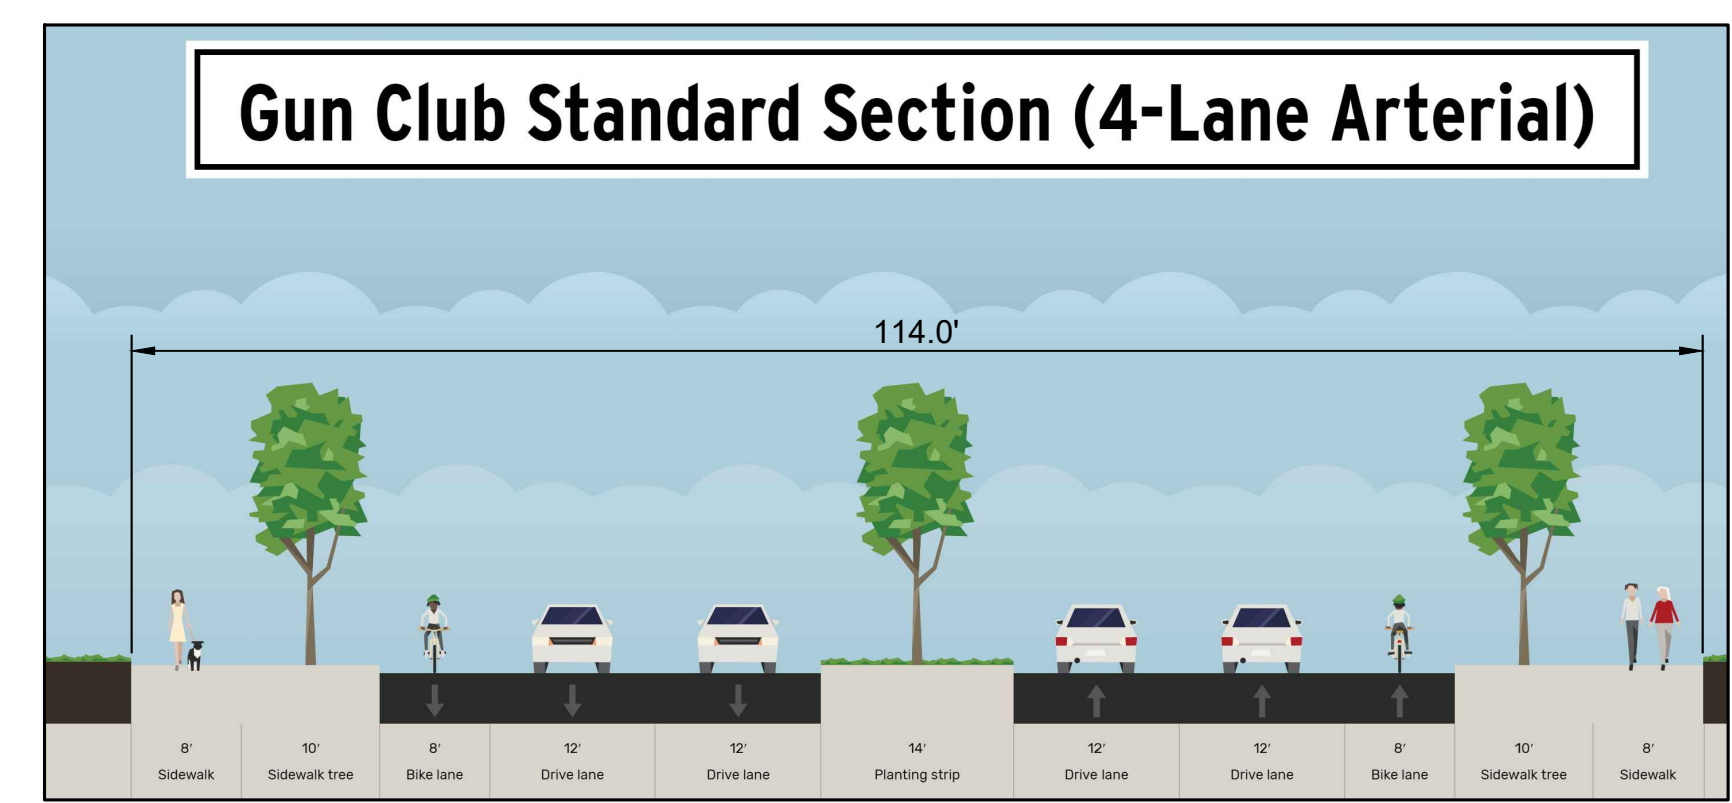 Gun Club Standard Section (4-Lane Arterial)
114.0'
8' 10' 8' 12' 12' 14' 12' 12' 8' 10' 8'
Sidewalk Sidewalk tree Bike lane Drive lane Drive lane Planting strip Drive lane Drive lane Bike lane Sidewalk tree Sidewalk